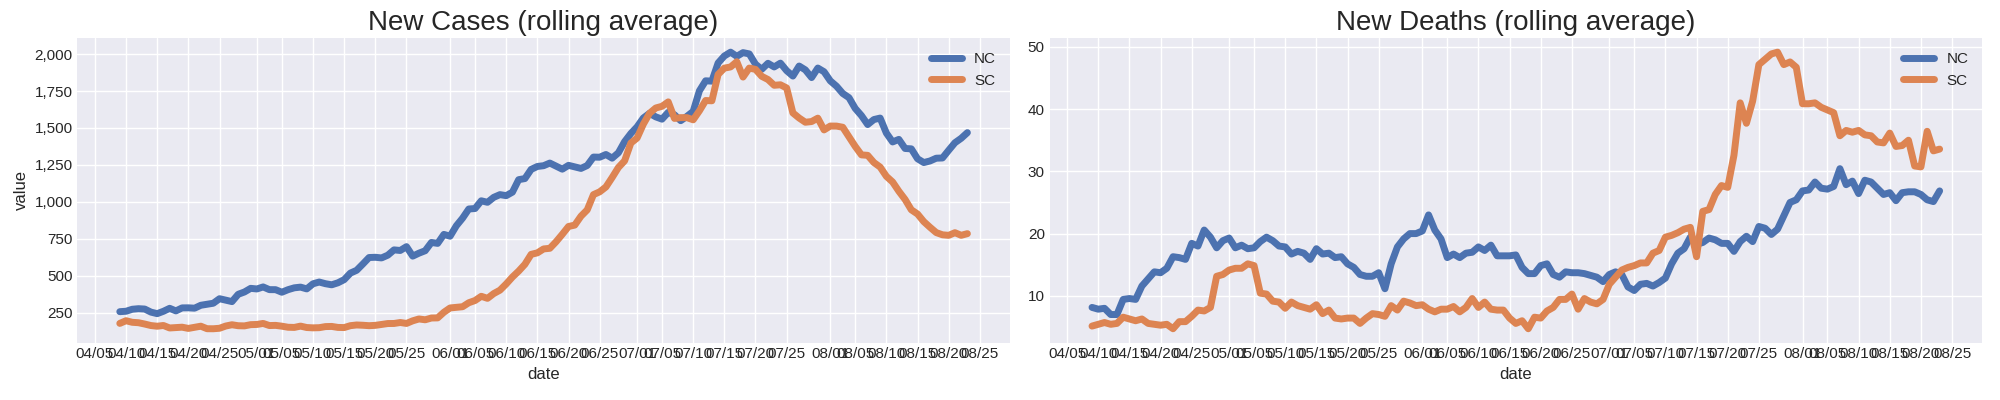 New Cases (rolling average)
2,000
1,750
1,500
1,250
1,000
750
500
250
value
NC
SC
04/05 04/10 04/15 04/20 04/25 05/01 05/05 05/10 05/15 05/20 05/25 06/01 06/05 06/10 06/15 06/20 06/25 07/01 07/05 07/10 07/15 07/20 07/25 08/01 08/05 08/10 08/15 08/20 08/25
date
New Deaths (rolling average)
50
40
30
20
10
NC
SC
04/05 04/10 04/15 04/20 04/25 05/01 05/05 05/10 05/15 05/20 05/25 06/01 06/05 06/10 06/15 06/20 06/25 07/01 07/05 07/10 07/15 07/20 07/25 08/01 08/05 08/10 08/15 08/20 08/25
date